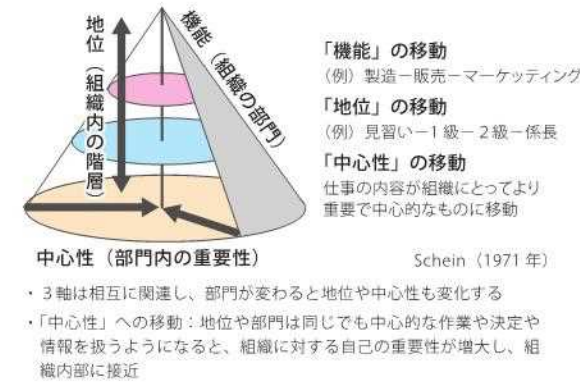 地位（組織内の階層）
機能（組織の部門）
中心性（部門内の重要性）
「機能」の移動
（例）製造－販売－マーケッティング
「地位」の移動
（例）見習い－1級－2級－係長
「中心性」の移動
仕事の内容が組織にとってより
重要で中心的なものに移動
Schein（1971年）
・３軸は相互に関連し、部門が変わると地位や中心性も変化する
・「中心性」への移動：地位や部門は同じでも中心的な作業や決定や
情報を扱うようになると、組織に対する自己の重要性が増大し、組
織内部に接近